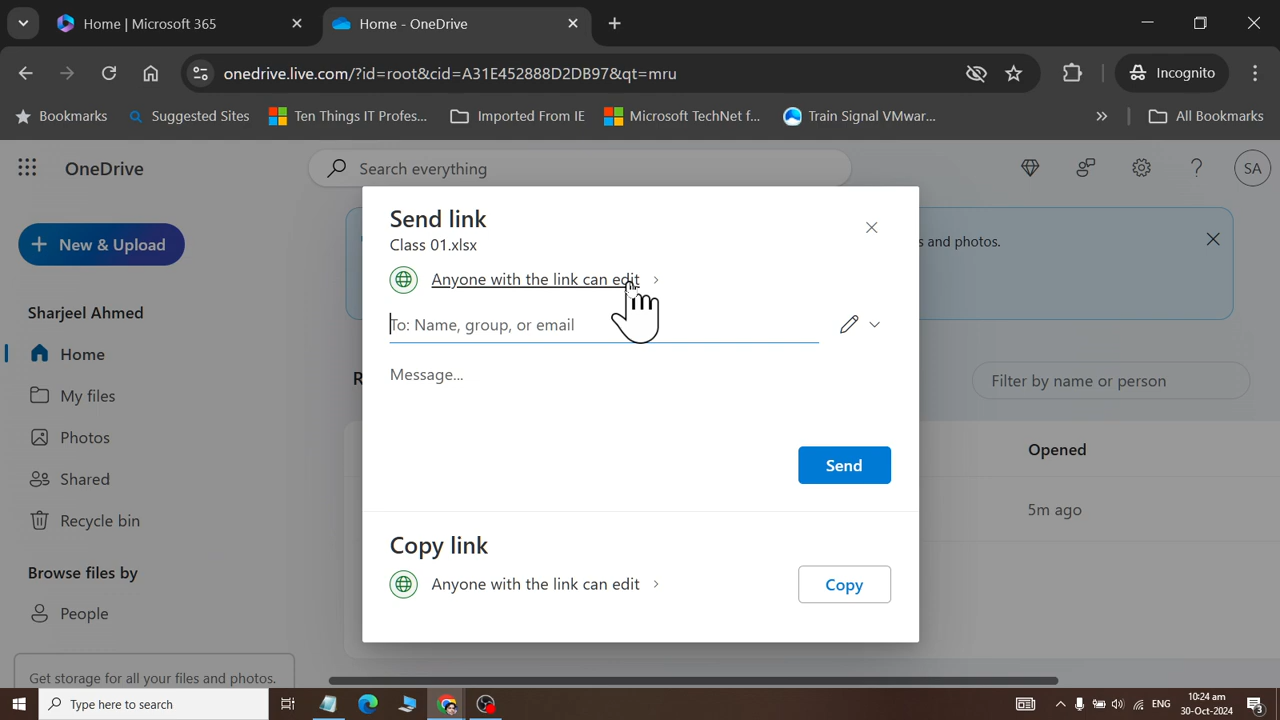 Home | Microsoft 365
Home - OneDrive
onedrive.live.com/?id=root&cid=A31E452888D2DB97&qt=mru
Incognito
Bookmarks
Suggested Sites
Ten Things IT Profes...
Imported From IE
Microsoft TechNet f...
Train Signal VMwar...
»
All Bookmarks
OneDrive
Search everything
SA
New & Upload
s and photos.
Sharjeel Ahmed
Home
My files
Photos
Shared
Recycle bin
Browse files by
People
Get storage for all your files and photos.
Send link
Class 01.xlsx
Anyone with the link can edit
To: Name, group, or email
Message...
Send
Copy link
Anyone with the link can edit
Copy
R
Filter by name or person
Opened
5m ago
Type here to search
ENG
10:24 am
30-Oct-2024
3